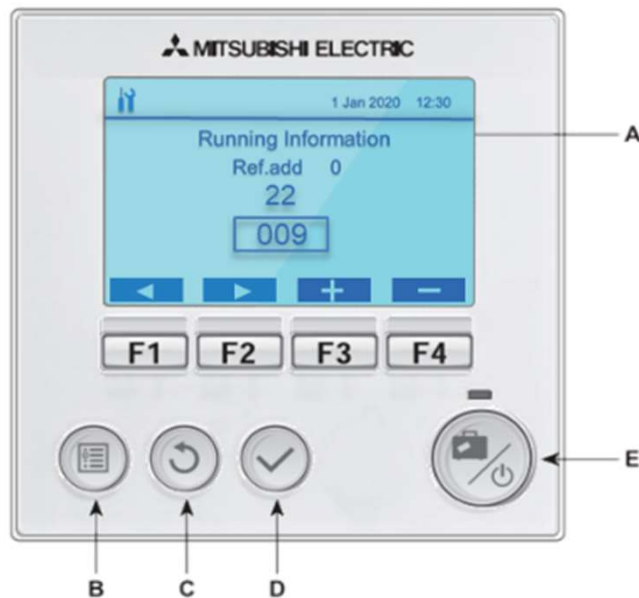 MITSUBISHI ELECTRIC
1 Jan 2020 12:30
Running Information
Ref.add 0
22
009
F1 F2 F3 F4
A
B
C
D
E